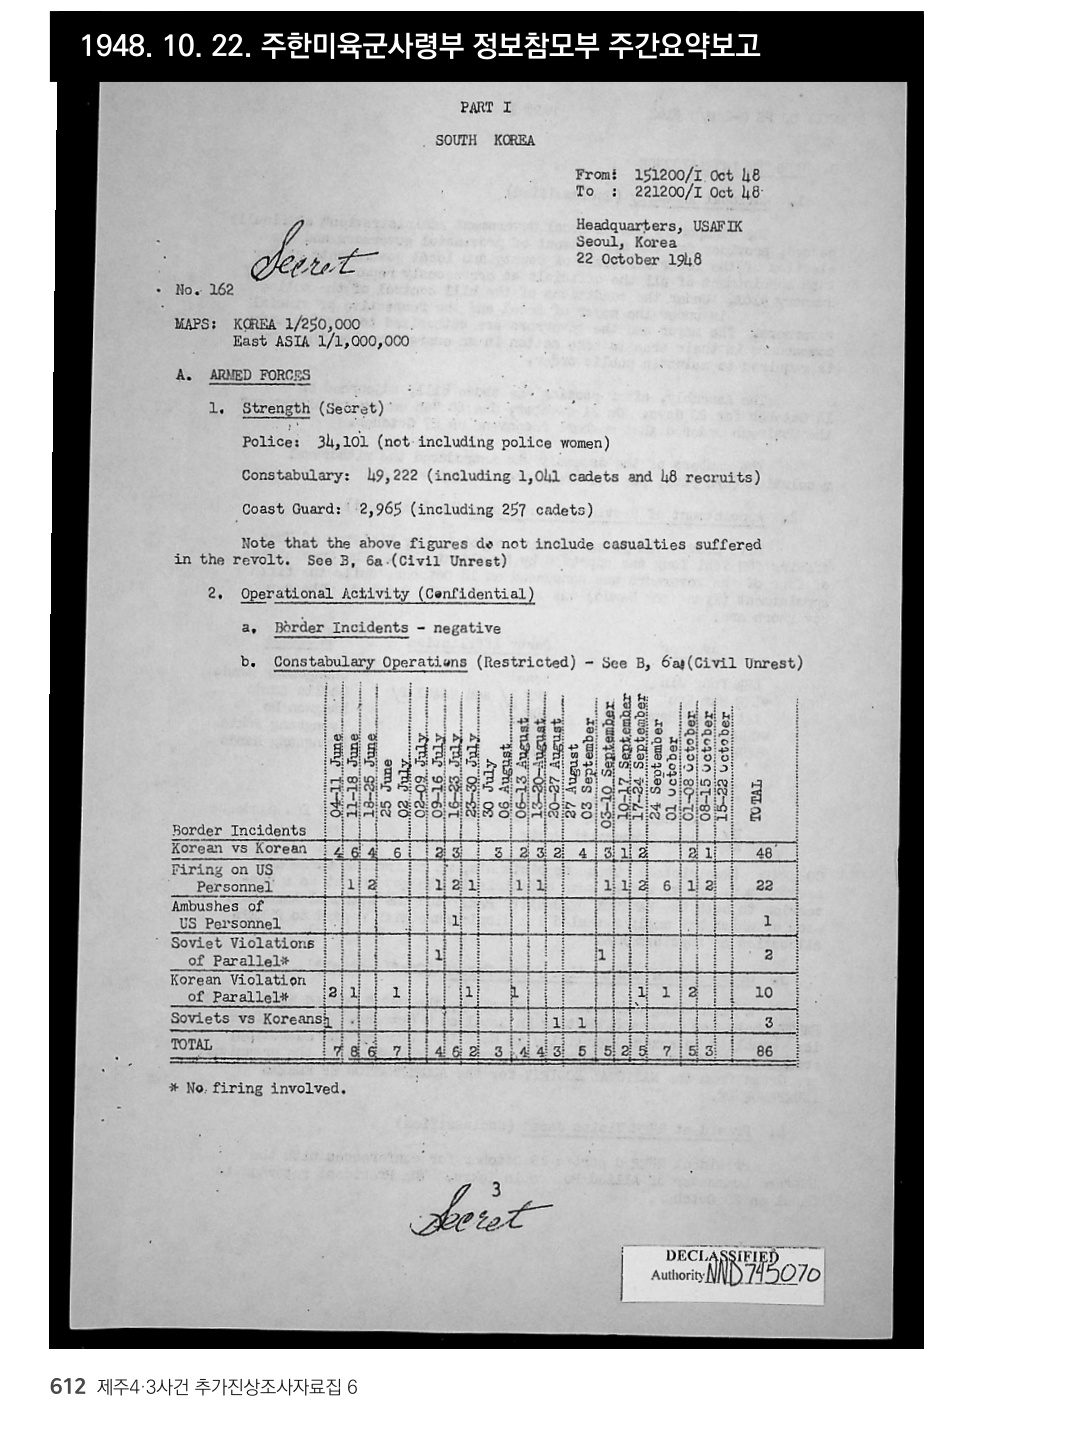 1948. 10. 22. 주한미육군사령부 정보참모부 주간요약보고
PART I
SOUTH KOREA
From: 151200/I Oct 48
To : 221200/I Oct 48
Headquarters, USAFIK
Seoul, Korea
22 October 1948
Secret
No. 162
MAPS: KOREA 1/250,000
East ASIA 1/1,000,000
A. ARMED FORCES
1. Strength (Secret)
Police: 34,101 (not including police women)
Constabulary: 49,222 (including 1,041 cadets and 48 recruits)
Coast Guard: 2,965 (including 257 cadets)
Note that the above figures do not include casualties suffered
in the revolt. See B, 6a (Civil Unrest)
2. Operational Activity (Confidential)
a. Border Incidents - negative
b. Constabulary Operations (Restricted) - See B, 6a (Civil Unrest)
Border Incidents 04-11 June 11-18 June 18-25 June 25 June 02 July 02-09 July 09-16 July 16-23 July 23-30 July 30 July 06 August 06-13 August 13-20 August 20-27 August 27 August 03 September 03-10 September 10-17 September 17-24 September 24 September 01 October 01-08 October 08-15 October 15-22 October TOTAL
Korean vs Korean 4 6 4 6 2 3 3 2 3 2 4 3 1 2 2 1 48
Firing on US
Personnel 1 2 1 2 1 1 1 1 1 2 6 1 2 22
Ambushes of
US Personnel 1 1
Soviet Violations
of Parallel* 1 1 2
Korean Violation
of Parallel* 2 1 1 1 1 1 1 2 10
Soviets vs Koreans 1 1 1 3
TOTAL 7 8 6 7 4 6 2 3 4 4 3 5 5 2 5 7 5 3 86
* No firing involved.
3
Secret
DECLASSIFIED
Authority NND745070
612 제주4·3사건 추가진상조사자료집 6